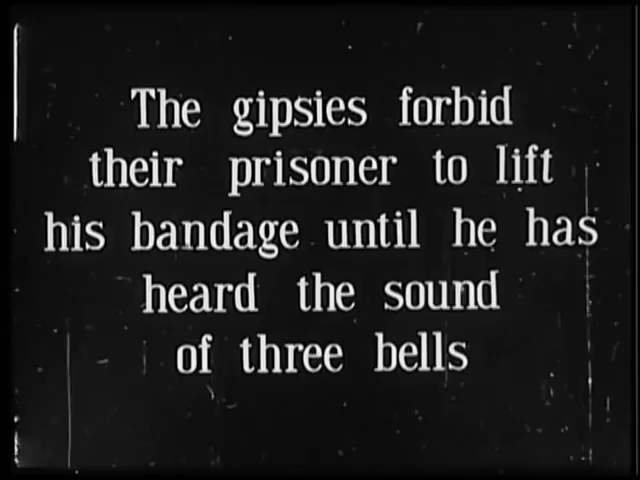 The gipsies forbid
their prisoner to lift
his bandage until he has
heard the sound
of three bells